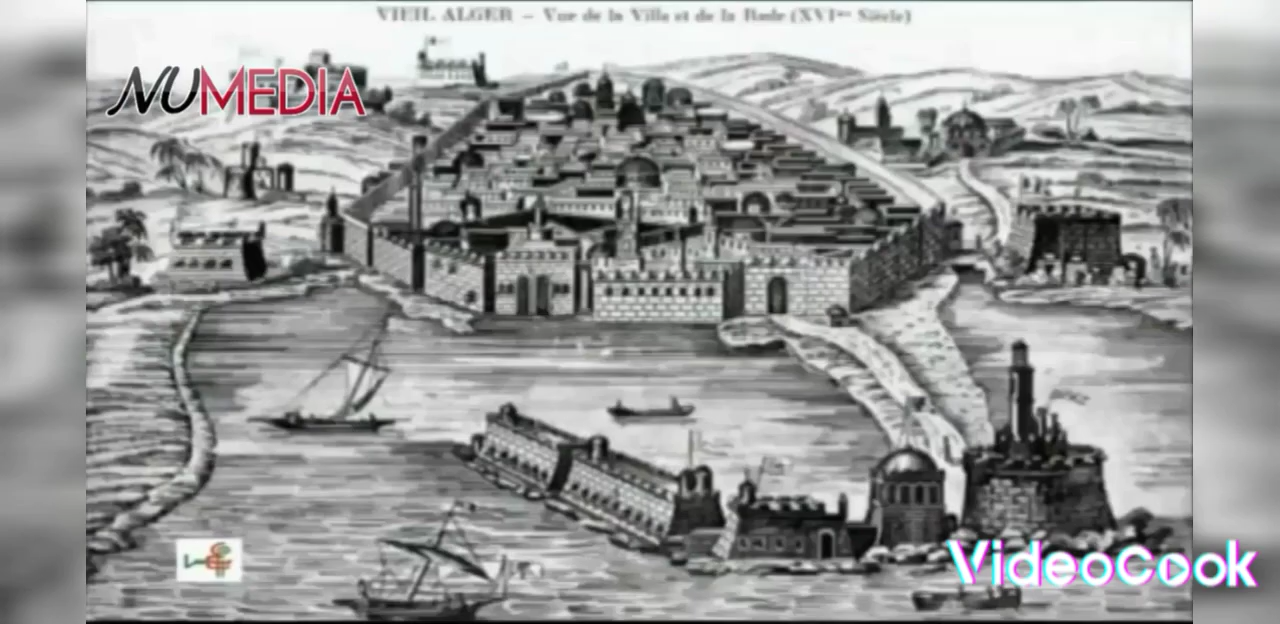 VIEIL ALGER – Vue de la Ville et de la Rade (XVIme Siècle)
NUMEDIA
VideoCook